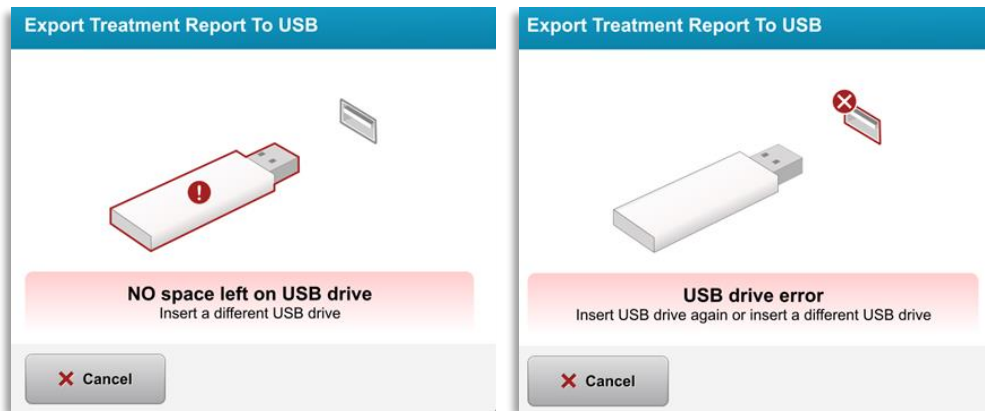 Export Treatment Report To USB
NO space left on USB drive
Insert a different USB drive
Cancel
Export Treatment Report To USB
USB drive error
Insert USB drive again or insert a different USB drive
Cancel